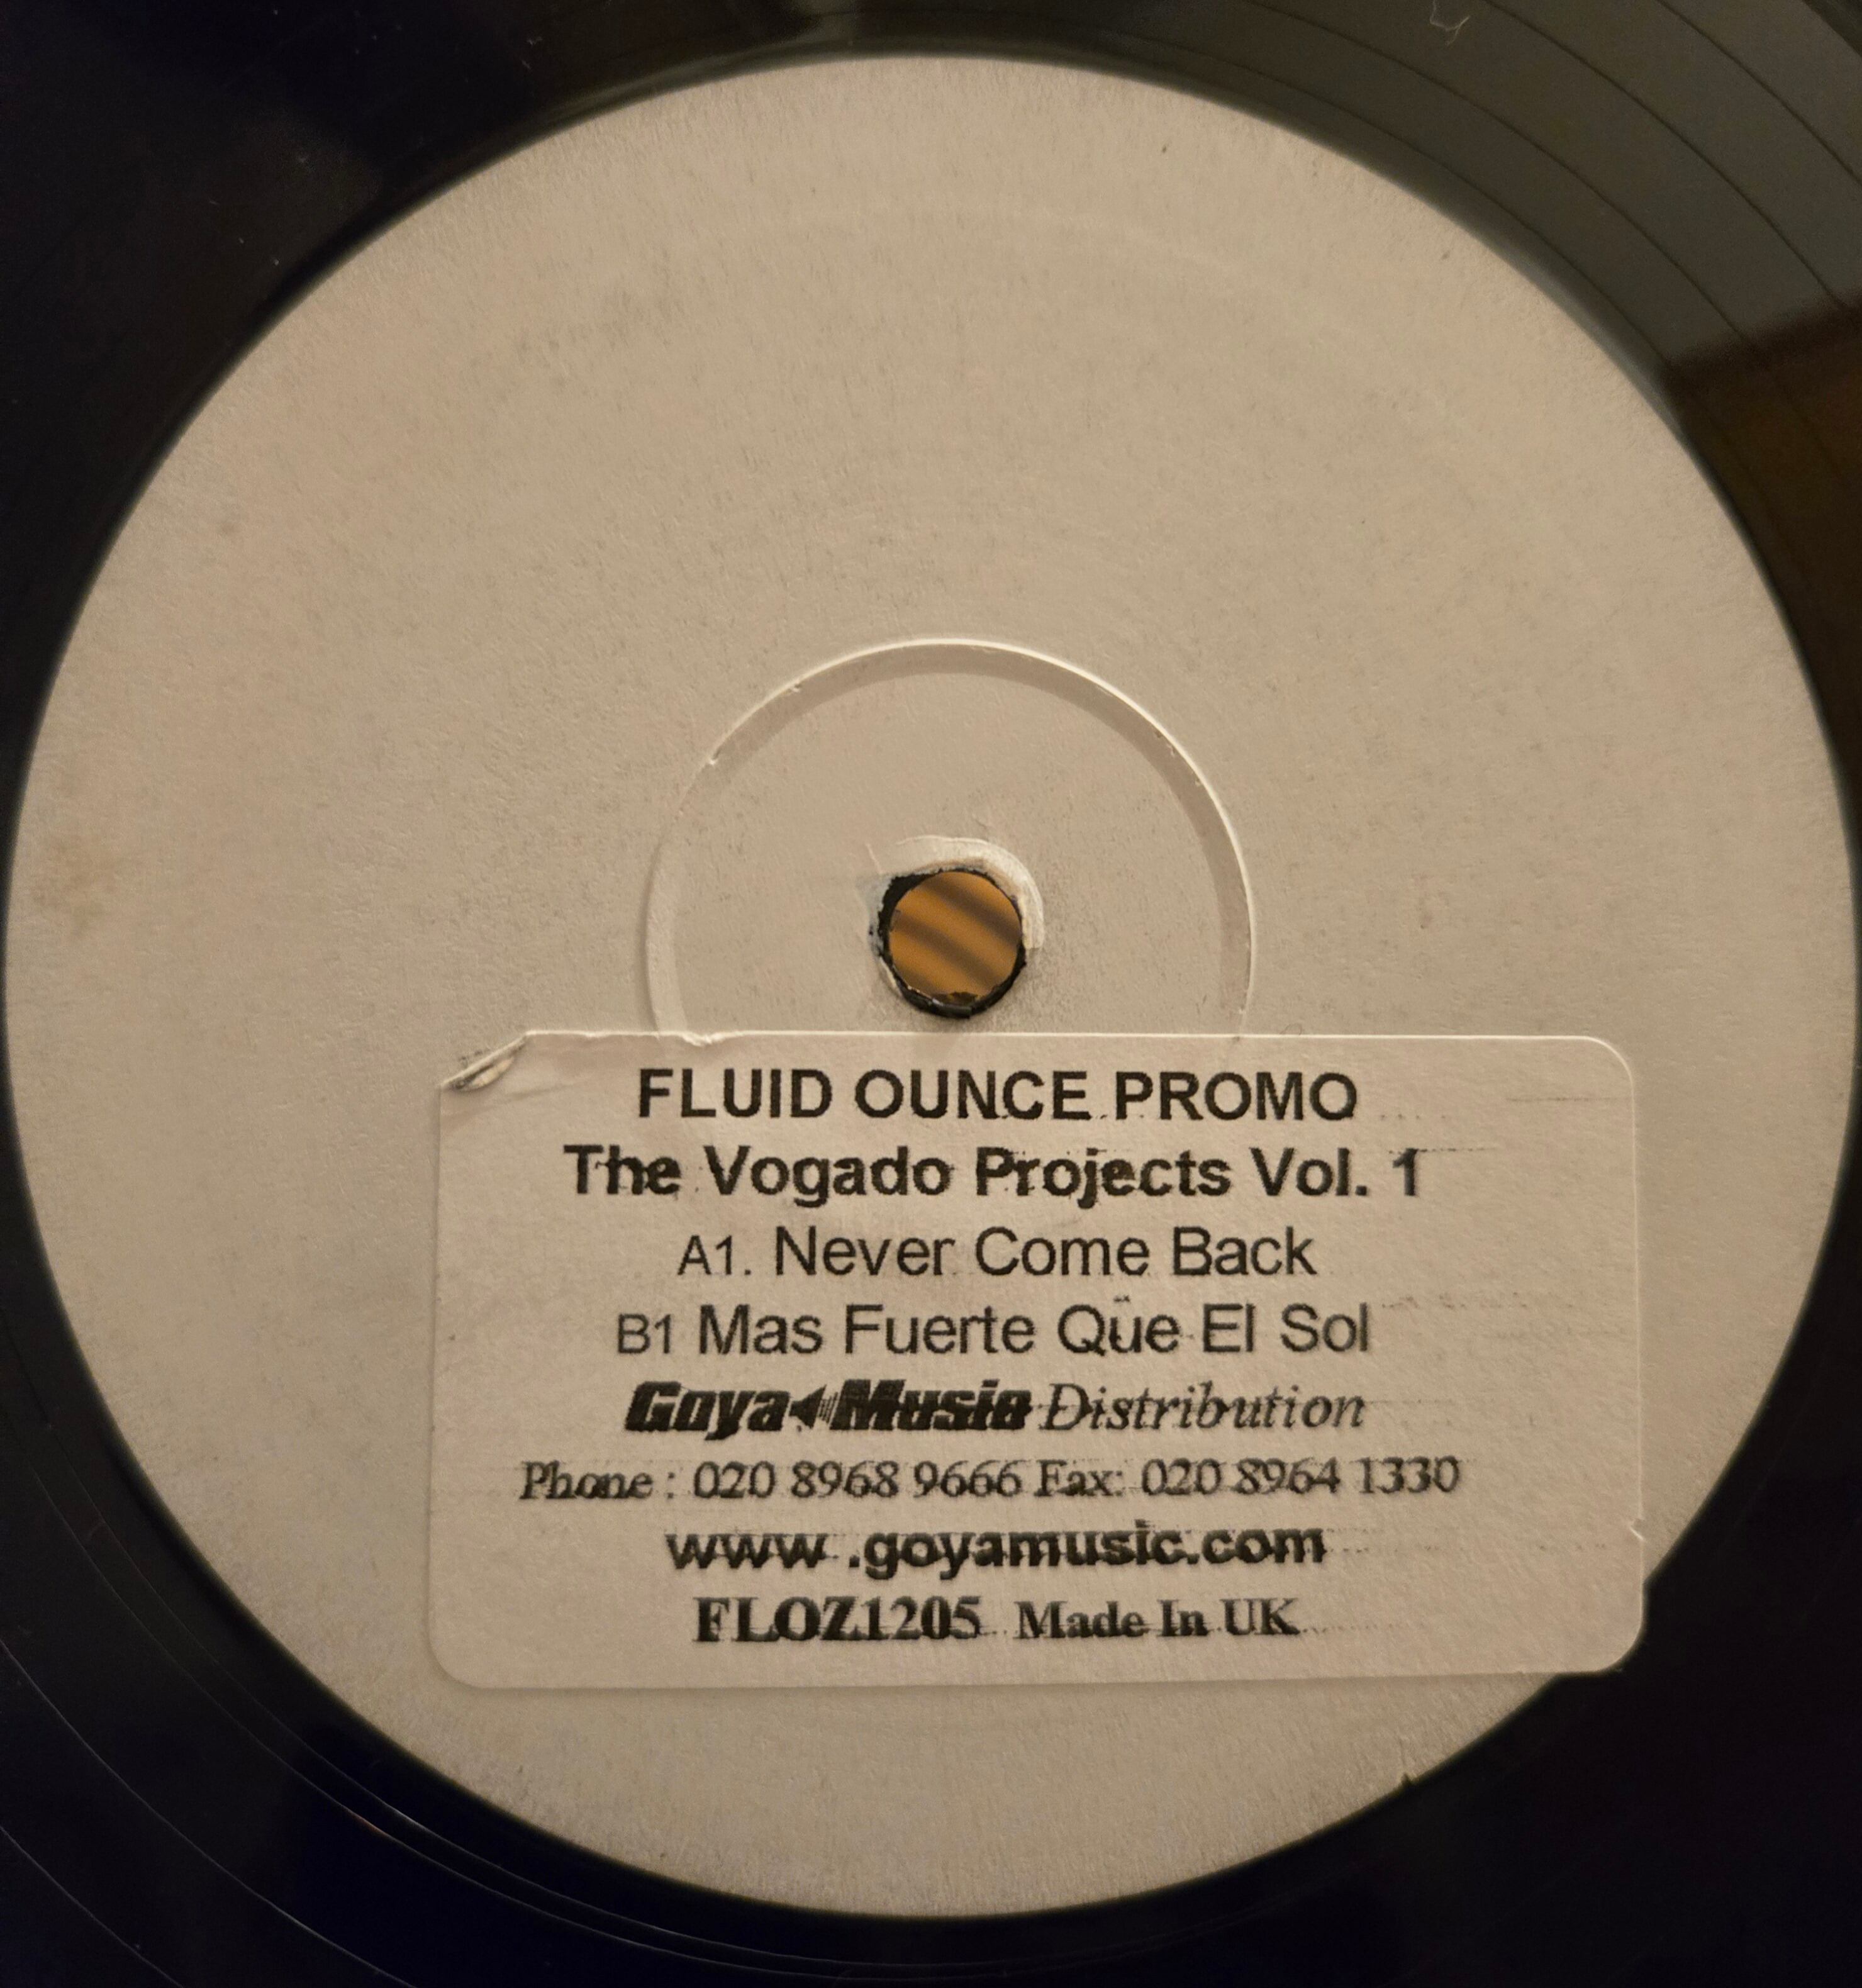 FLUID OUNCE PROMO
The Vogado Projects Vol. 1
A1. Never Come Back
B1 Mas Fuerte Que El Sol
Goya Music Distribution
Phone : 020 8968 9666 Fax: 020 8964 1330
www .goyamusic.com
FLOZ1205 Made In UK